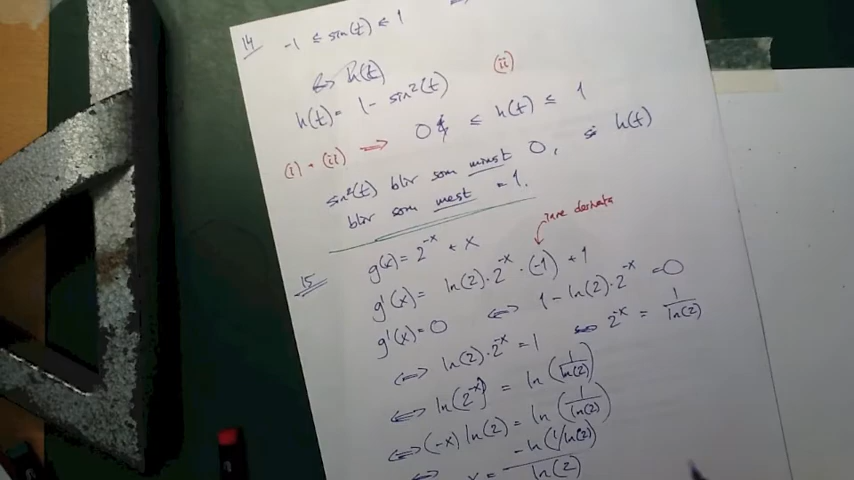 14 -1 ≤ sin(t) ≤ 1
⇔ h(t)
h(t) = 1 - sin²(t) (ii)
(i) + (ii) ⇒ 0 ≤ h(t) ≤ 1
sin²(t) blir som minst 0, så h(t)
blir som mest = 1.
inre derivata
15 g(x) = 2^-x + x
g'(x) = ln(2)·2^-x·(-1) + 1
g'(x) = 0 ⇔ 1 - ln(2)·2^-x = 0
⇔ ln(2)·2^-x = 1 ⇔ 2^-x = 1/ln(2)
⇔ ln(2^-x) = ln(1/ln(2))
⇔ (-x) ln(2) = ln(1/ln(2))
⇔ x = -ln(1/ln(2))/ln(2)